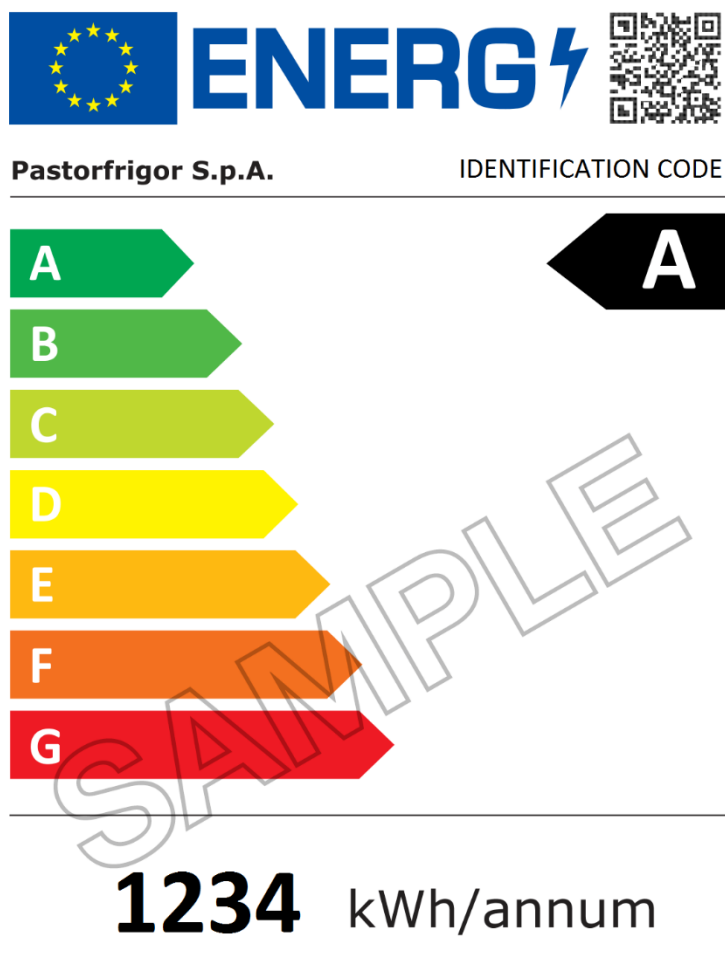 ENERG
Pastorfrigor S.p.A. IDENTIFICATION CODE
A
A
B
C
D
E
F
G
SAMPLE
1234 kWh/annum